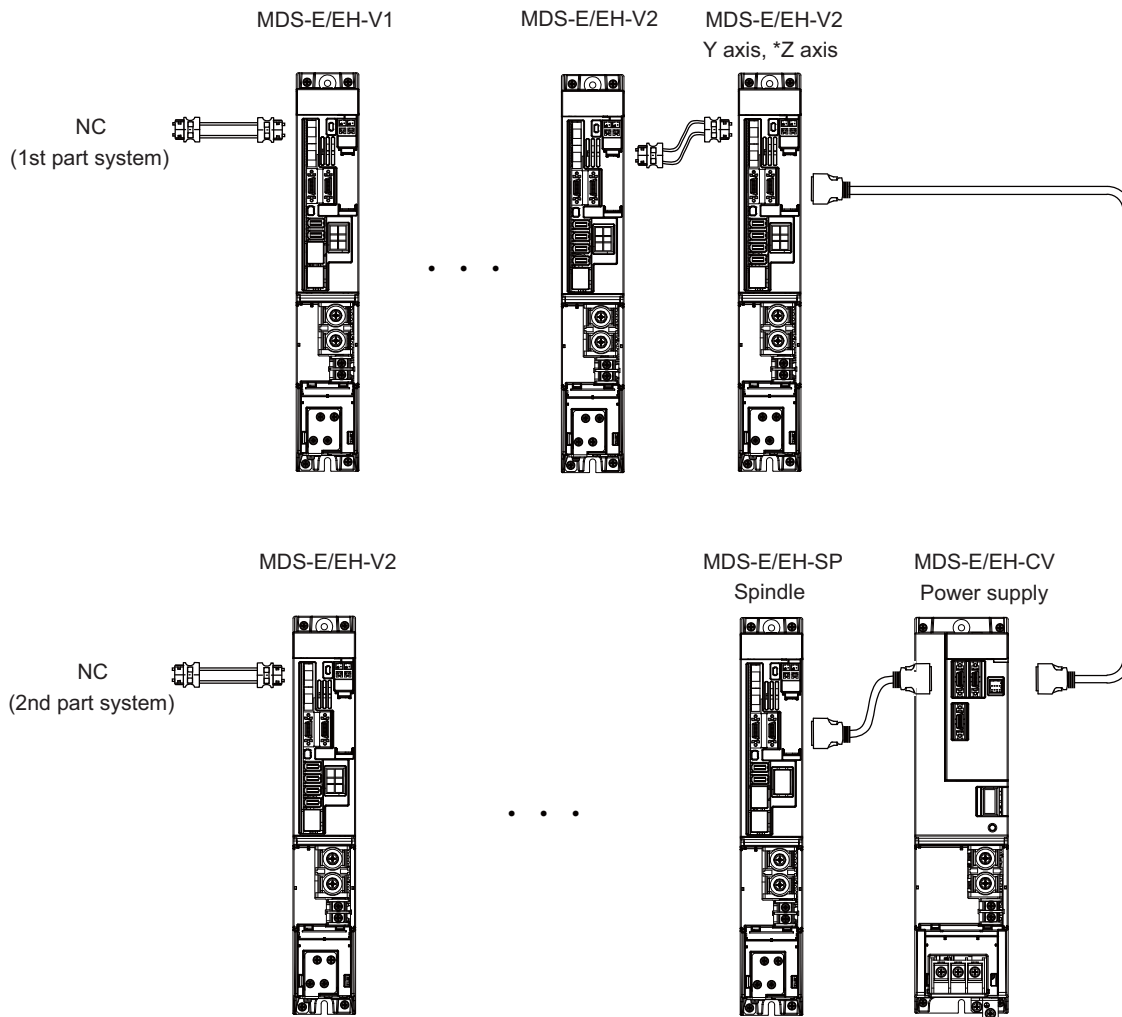 MDS-E/EH-V1
MDS-E/EH-V2
MDS-E/EH-V2
Y axis, *Z axis
NC
(1st part system)
. . .
MDS-E/EH-V2
MDS-E/EH-SP
Spindle
MDS-E/EH-CV
Power supply
NC
(2nd part system)
. . .